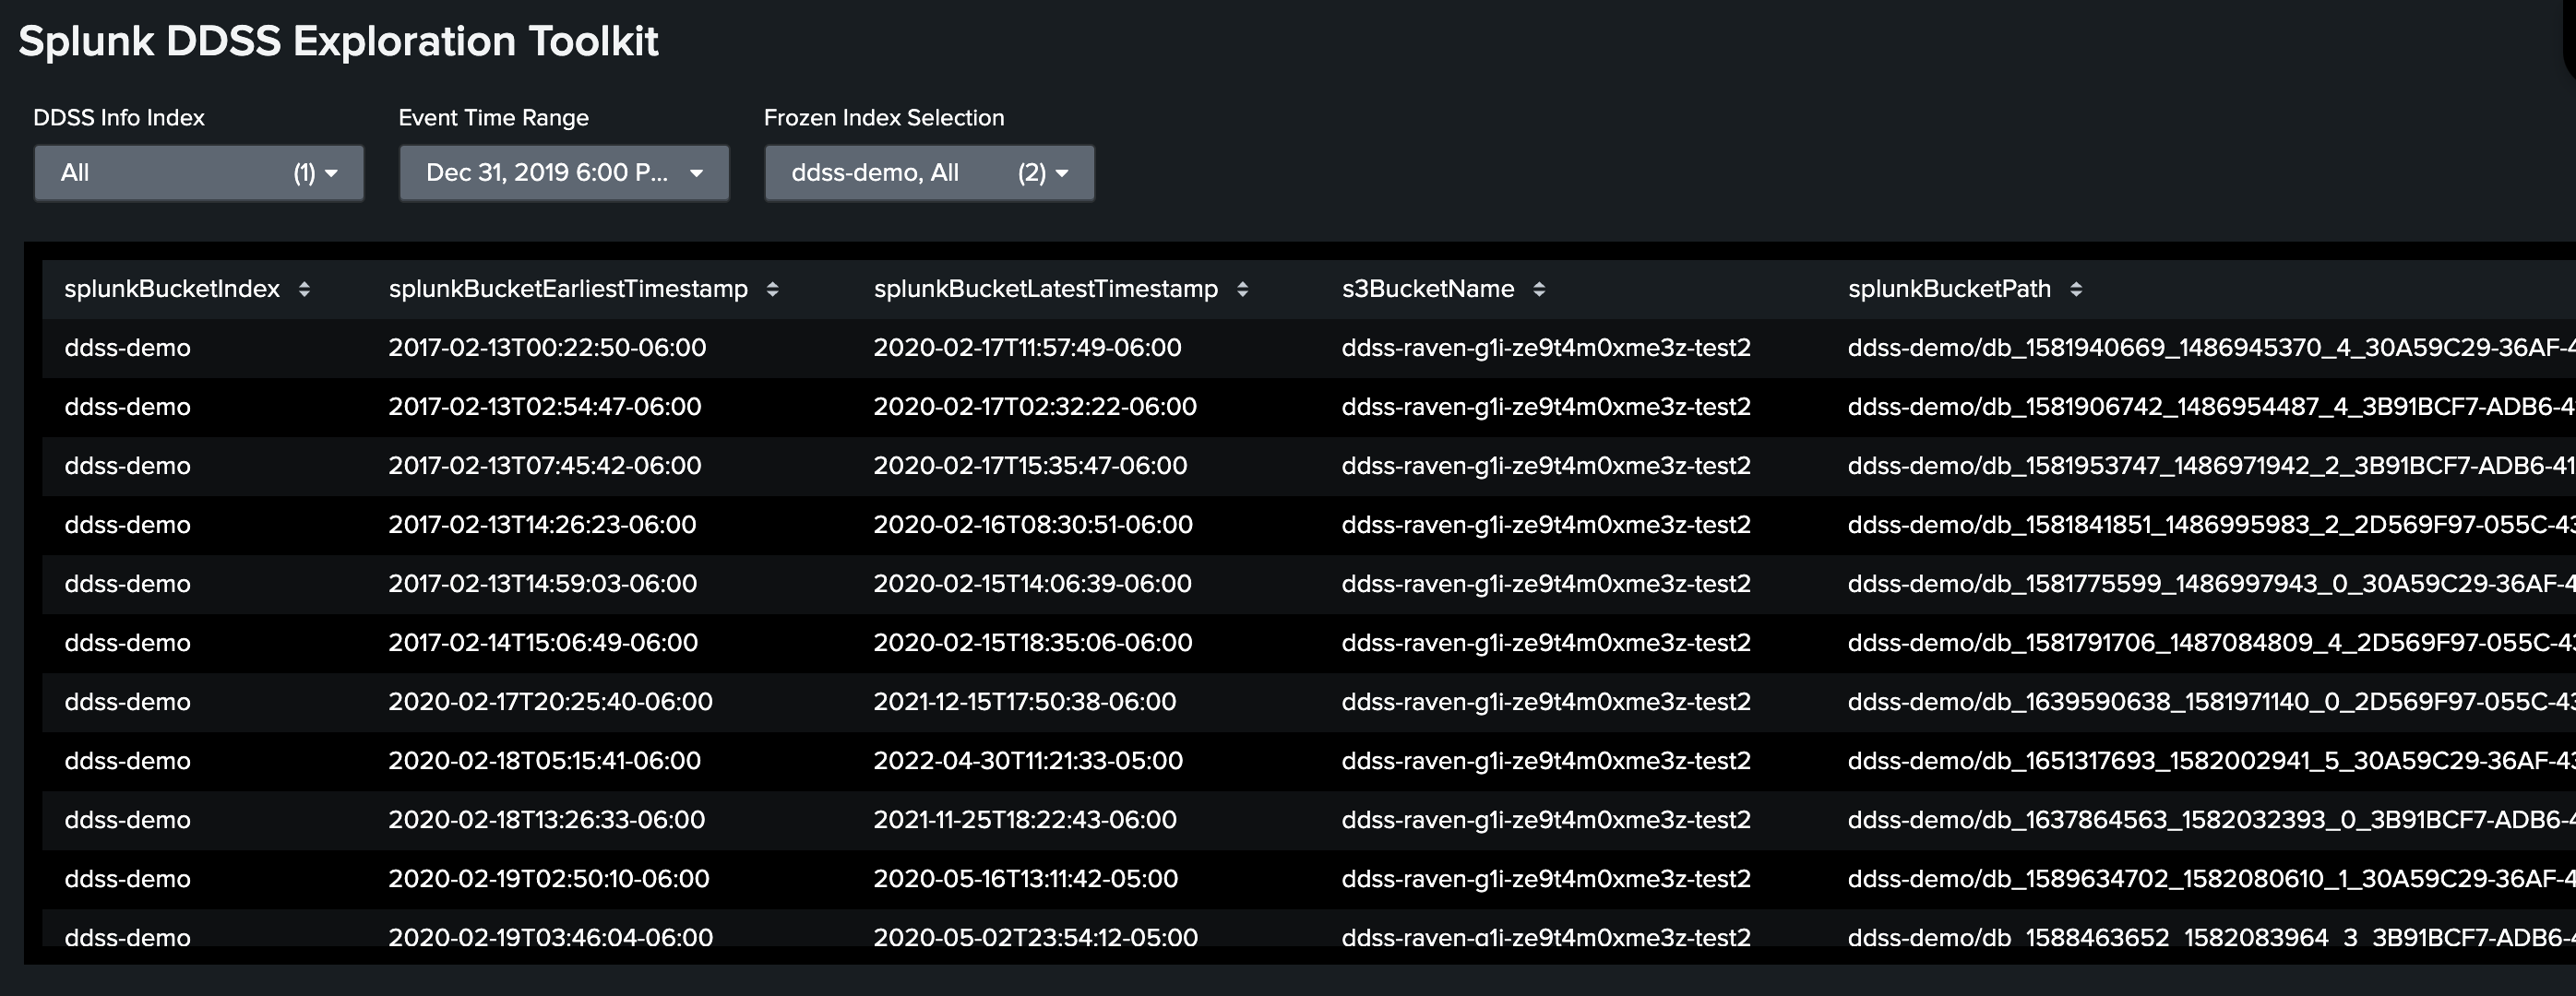 Splunk DDSS Exploration Toolkit
DDSS Info Index Event Time Range Frozen Index Selection
All (1) Dec 31, 2019 6:00 P... ddss-demo, All (2)
splunkBucketIndex splunkBucketEarliestTimestamp splunkBucketLatestTimestamp s3BucketName splunkBucketPath
ddss-demo 2017-02-13T00:22:50-06:00 2020-02-17T11:57:49-06:00 ddss-raven-g1i-ze9t4m0xme3z-test2 ddss-demo/db_1581940669_1486945370_4_30A59C29-36AF-4
ddss-demo 2017-02-13T02:54:47-06:00 2020-02-17T02:32:22-06:00 ddss-raven-g1i-ze9t4m0xme3z-test2 ddss-demo/db_1581906742_1486954487_4_3B91BCF7-ADB6-4
ddss-demo 2017-02-13T07:45:42-06:00 2020-02-17T15:35:47-06:00 ddss-raven-g1i-ze9t4m0xme3z-test2 ddss-demo/db_1581953747_1486971942_2_3B91BCF7-ADB6-41
ddss-demo 2017-02-13T14:26:23-06:00 2020-02-16T08:30:51-06:00 ddss-raven-g1i-ze9t4m0xme3z-test2 ddss-demo/db_1581841851_1486995983_2_2D569F97-055C-43
ddss-demo 2017-02-13T14:59:03-06:00 2020-02-15T14:06:39-06:00 ddss-raven-g1i-ze9t4m0xme3z-test2 ddss-demo/db_1581775599_1486997943_0_30A59C29-36AF-4
ddss-demo 2017-02-14T15:06:49-06:00 2020-02-15T18:35:06-06:00 ddss-raven-g1i-ze9t4m0xme3z-test2 ddss-demo/db_1581791706_1487084809_4_2D569F97-055C-43
ddss-demo 2020-02-17T20:25:40-06:00 2021-12-15T17:50:38-06:00 ddss-raven-g1i-ze9t4m0xme3z-test2 ddss-demo/db_1639590638_1581971140_0_2D569F97-055C-43
ddss-demo 2020-02-18T05:15:41-06:00 2022-04-30T11:21:33-05:00 ddss-raven-g1i-ze9t4m0xme3z-test2 ddss-demo/db_1651317693_1582002941_5_30A59C29-36AF-43
ddss-demo 2020-02-18T13:26:33-06:00 2021-11-25T18:22:43-06:00 ddss-raven-g1i-ze9t4m0xme3z-test2 ddss-demo/db_1637864563_1582032393_0_3B91BCF7-ADB6-4
ddss-demo 2020-02-19T02:50:10-06:00 2020-05-16T13:11:42-05:00 ddss-raven-g1i-ze9t4m0xme3z-test2 ddss-demo/db_1589634702_1582080610_1_30A59C29-36AF-4
ddss-demo 2020-02-19T03:46:04-06:00 2020-05-02T23:54:12-05:00 ddss-raven-g1i-ze9t4m0xme3z-test2 ddss-demo/db_1588463652_1582083964_3_3B91BCF7-ADB6-4